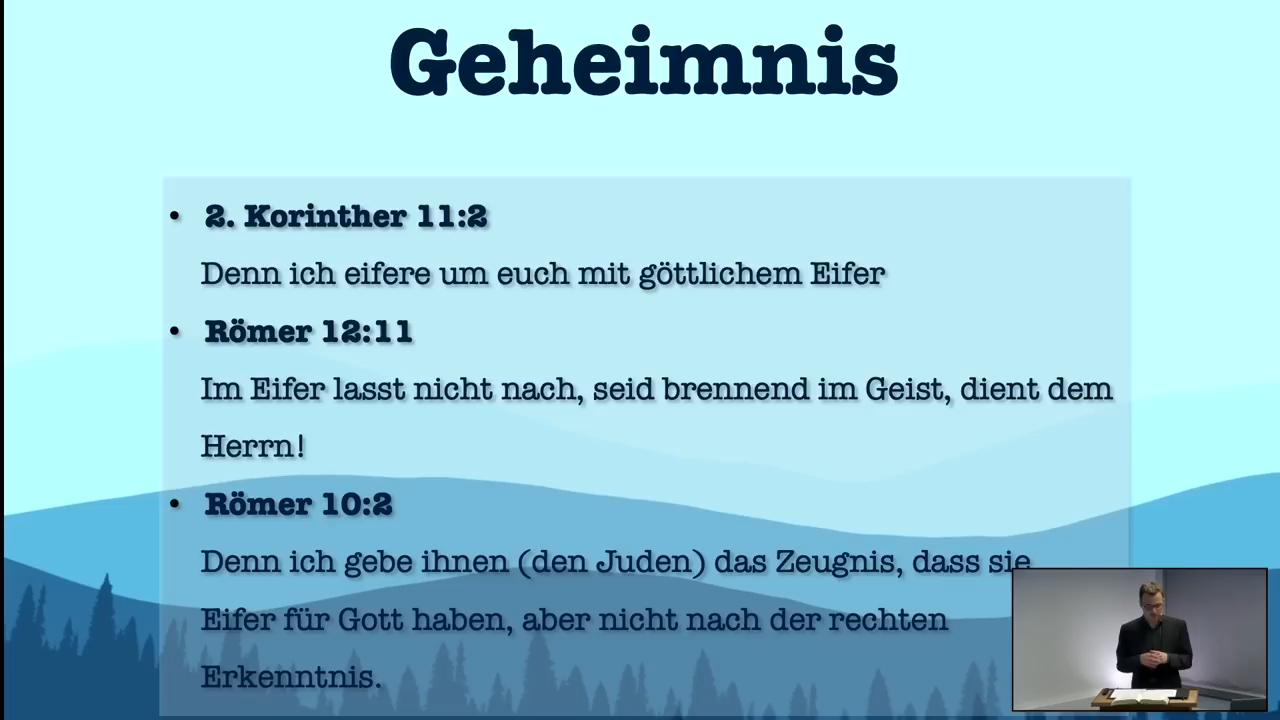 Geheimnis
• 2. Korinther 11:2
Denn ich eifere um euch mit göttlichem Eifer
• Römer 12:11
Im Eifer lasst nicht nach, seid brennend im Geist, dient dem
Herrn!
• Römer 10:2
Denn ich gebe ihnen (den Juden) das Zeugnis, dass sie
Eifer für Gott haben, aber nicht nach der rechten
Erkenntnis.